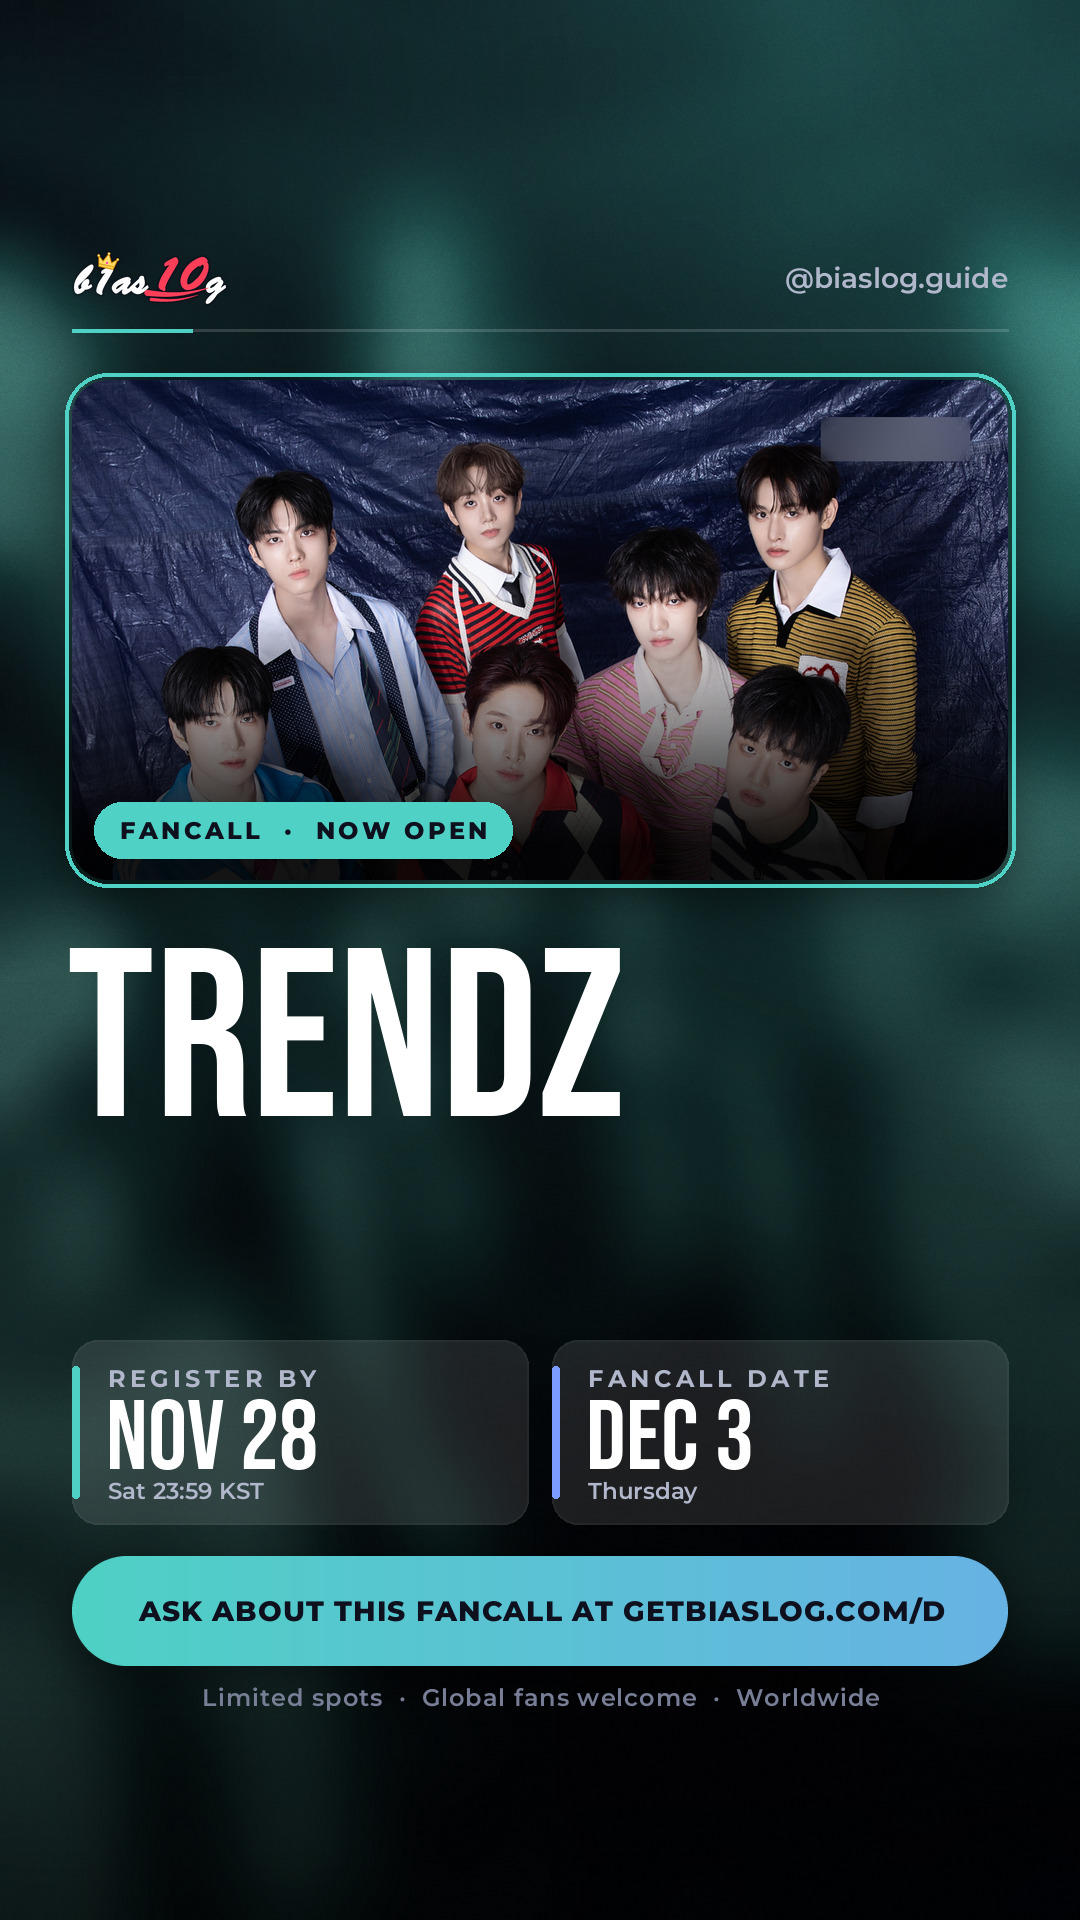 b1as10g
@biaslog.guide
FANCALL · NOW OPEN
TRENDZ
REGISTER BY
NOV 28
Sat 23:59 KST
FANCALL DATE
DEC 3
Thursday
ASK ABOUT THIS FANCALL AT GETBIASLOG.COM/D
Limited spots · Global fans welcome · Worldwide